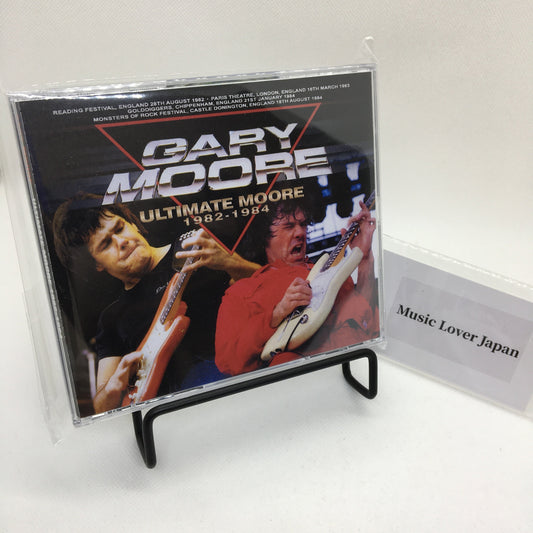 READING FESTIVAL, ENGLAND 28TH AUGUST 1982 • PARIS THEATRE, LONDON, ENGLAND 16TH MARCH 1983
GOLDIGGERS, CHIPPENHAM, ENGLAND 21ST JANUARY 1984
MONSTERS OF ROCK FESTIVAL, CASTLE DONINGTON, ENGLAND 18TH AUGUST 1984
GARY
MOORE
ULTIMATE MOORE
1982-1984
Music Lover Japan